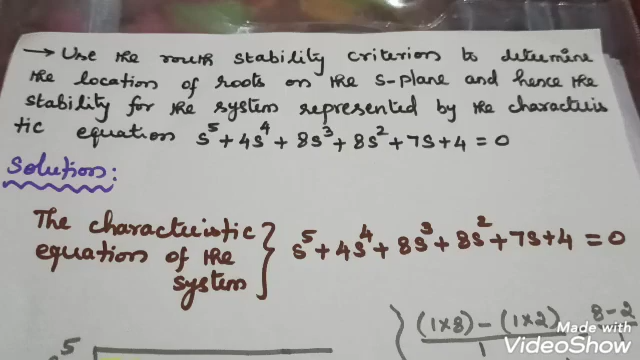 → Use the routh stability criterion to determine
the location of roots on the s-plane and hence the
stability for the system represented by the charactuis
tic equation s⁵ + 4s⁴ + 8s³ + 8s² + 7s + 4 = 0
Solution:
The charactuistic
equation of the
system } s⁵ + 4s⁴ + 8s³ + 8s² + 7s + 4 = 0
s⁵
(1×8) - (1×2) / 1
8-2 / 1
Made with
VideoShow